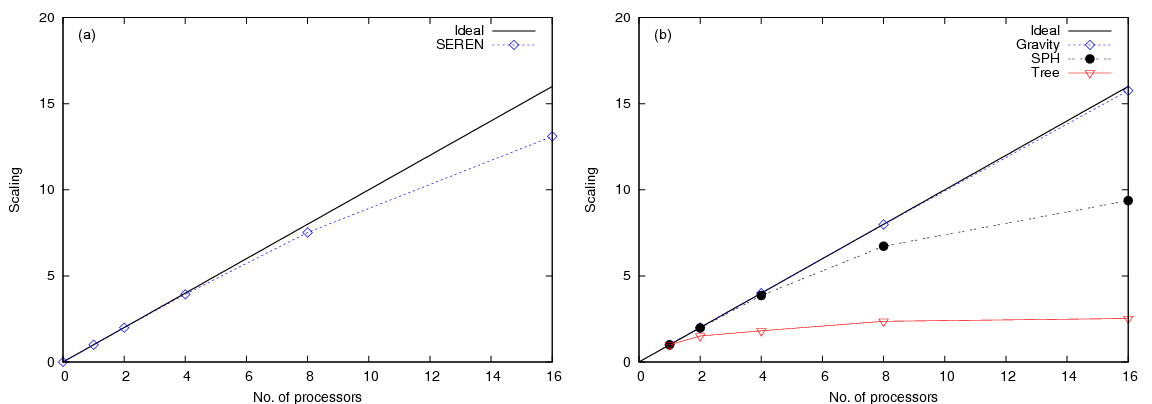 (a)
Ideal
SEREN
20
15
10
5
0
Scaling
0 2 4 6 8 10 12 14 16
No. of processors
(b)
Ideal
Gravity
SPH
Tree
20
15
10
5
0
Scaling
0 2 4 6 8 10 12 14 16
No. of processors